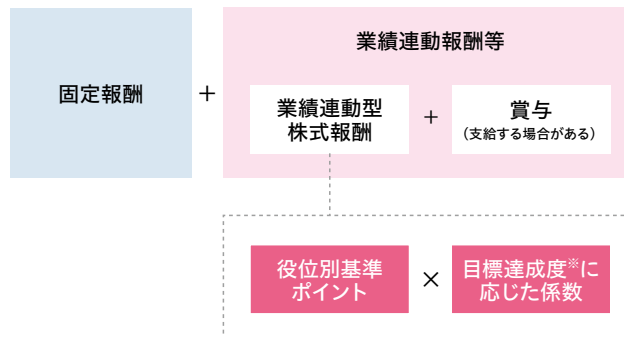 業績連動報酬等
固定報酬
+
業績連動型
株式報酬
+
賞与
(支給する場合がある)
役位別基準
ポイント
×
目標達成度※に
応じた係数